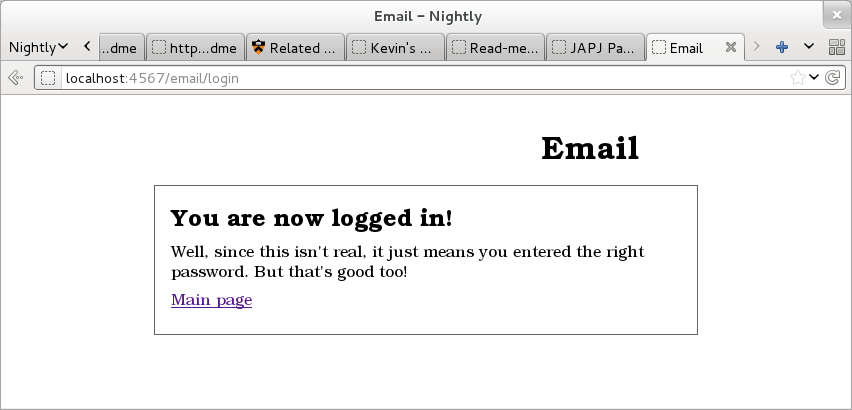 Email - Nightly
Nightly
..dme
http...dme
Related ...
Kevin's ...
Read-me...
JAPJ Pa...
Email
localhost:4567/email/login
Email
You are now logged in!
Well, since this isn't real, it just means you entered the right
password. But that's good too!
Main page